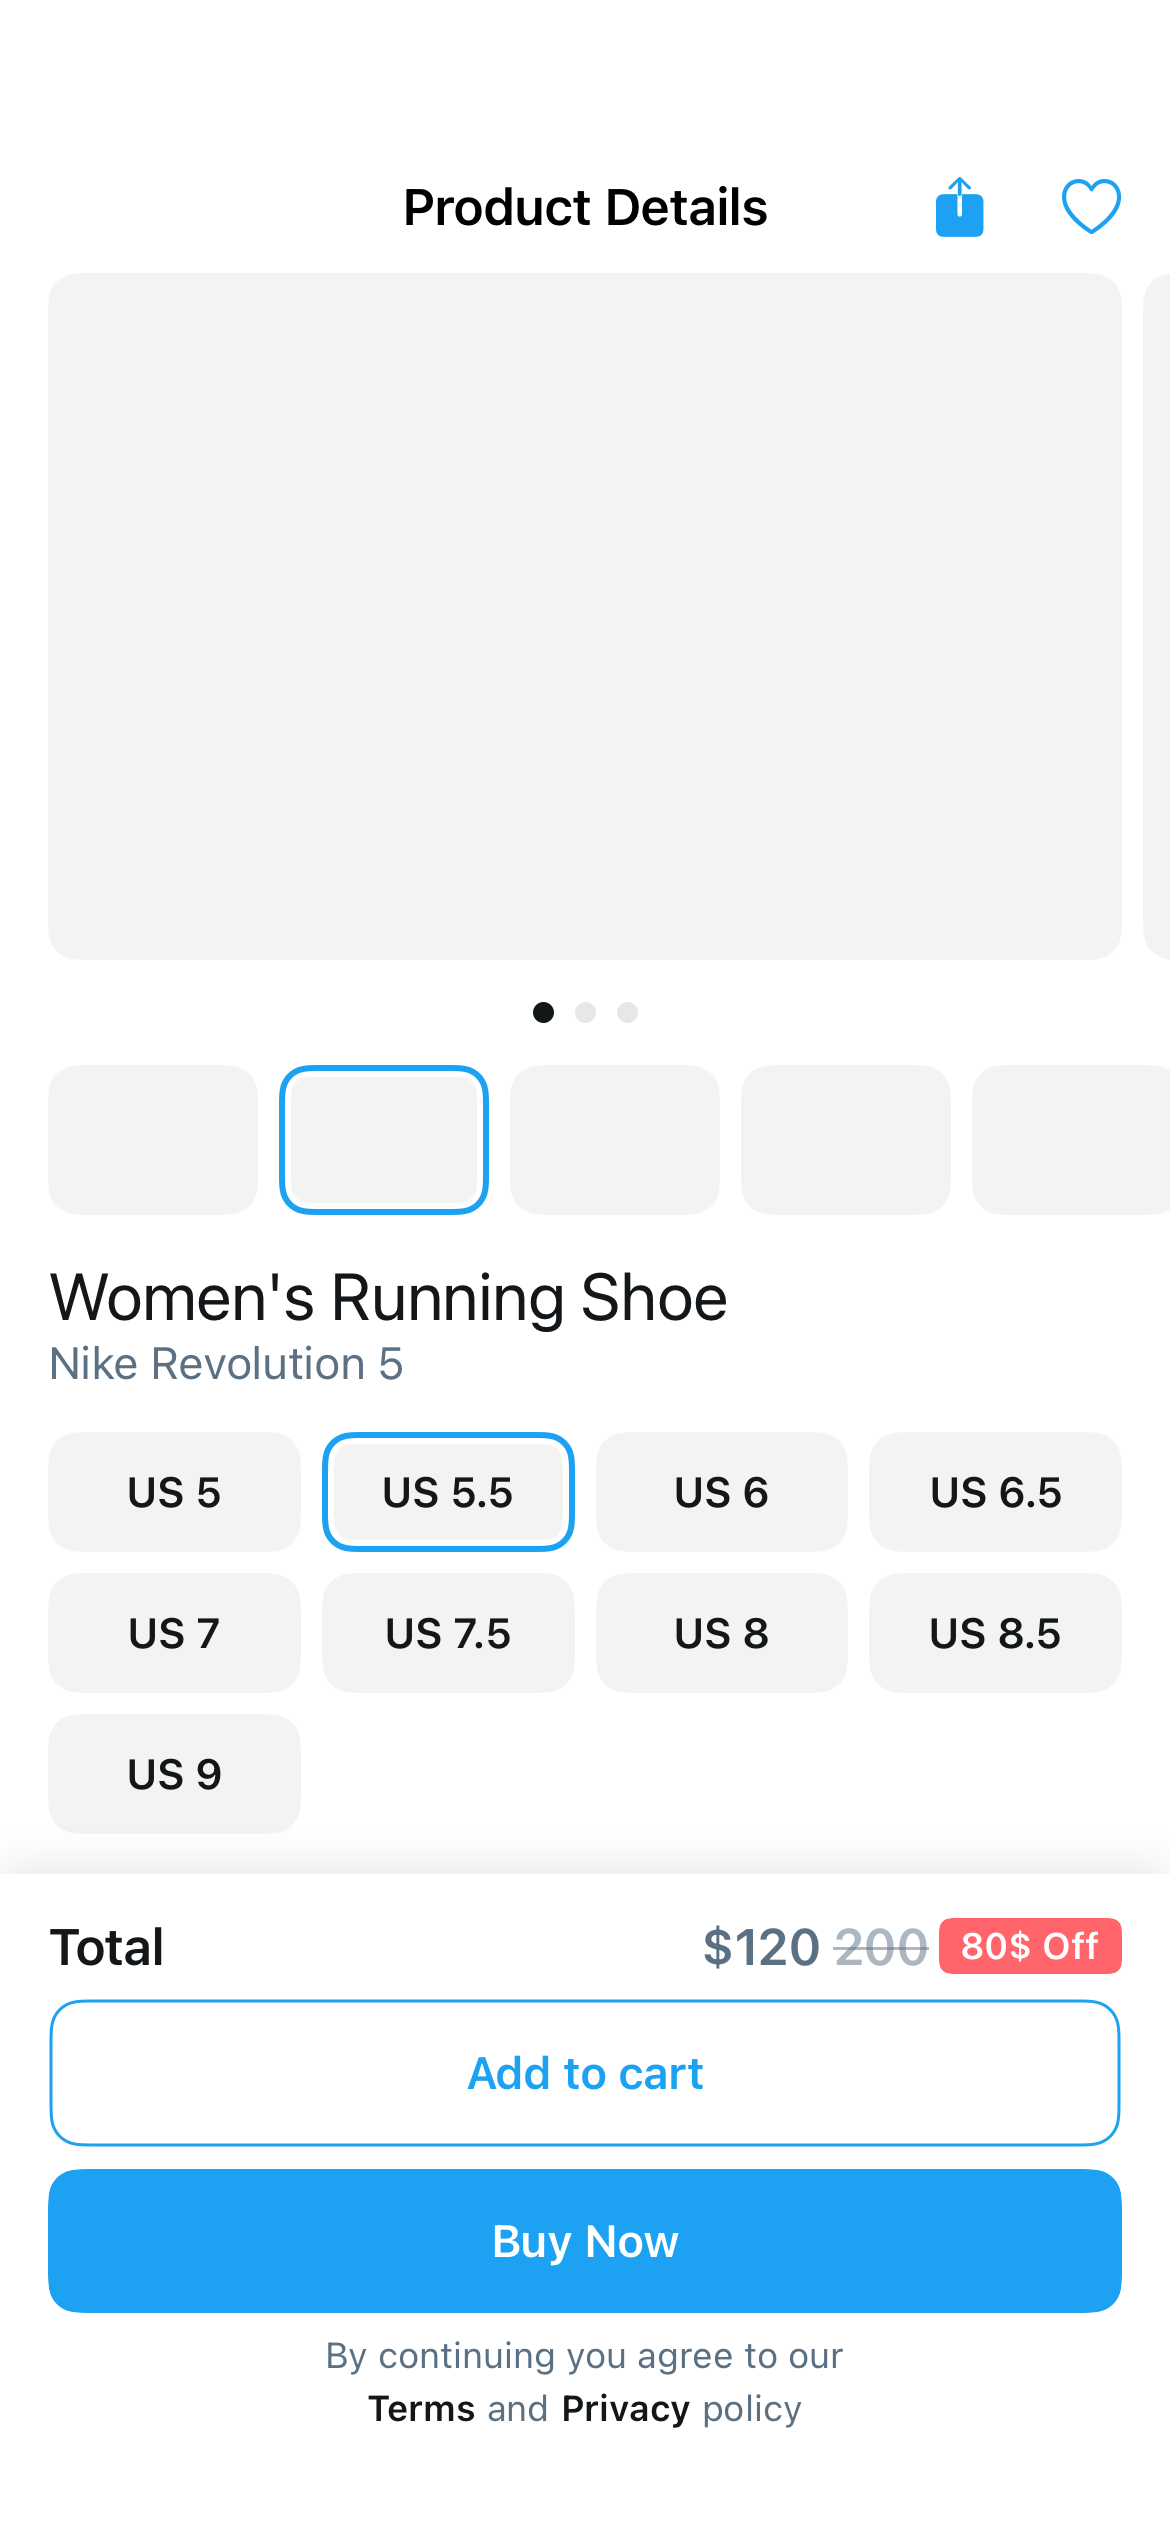 Product Details
Women's Running Shoe
Nike Revolution 5
US 5
US 5.5
US 6
US 6.5
US 7
US 7.5
US 8
US 8.5
US 9
Total $120 200 80$ Off
Add to cart
Buy Now
By continuing you agree to our
Terms and Privacy policy